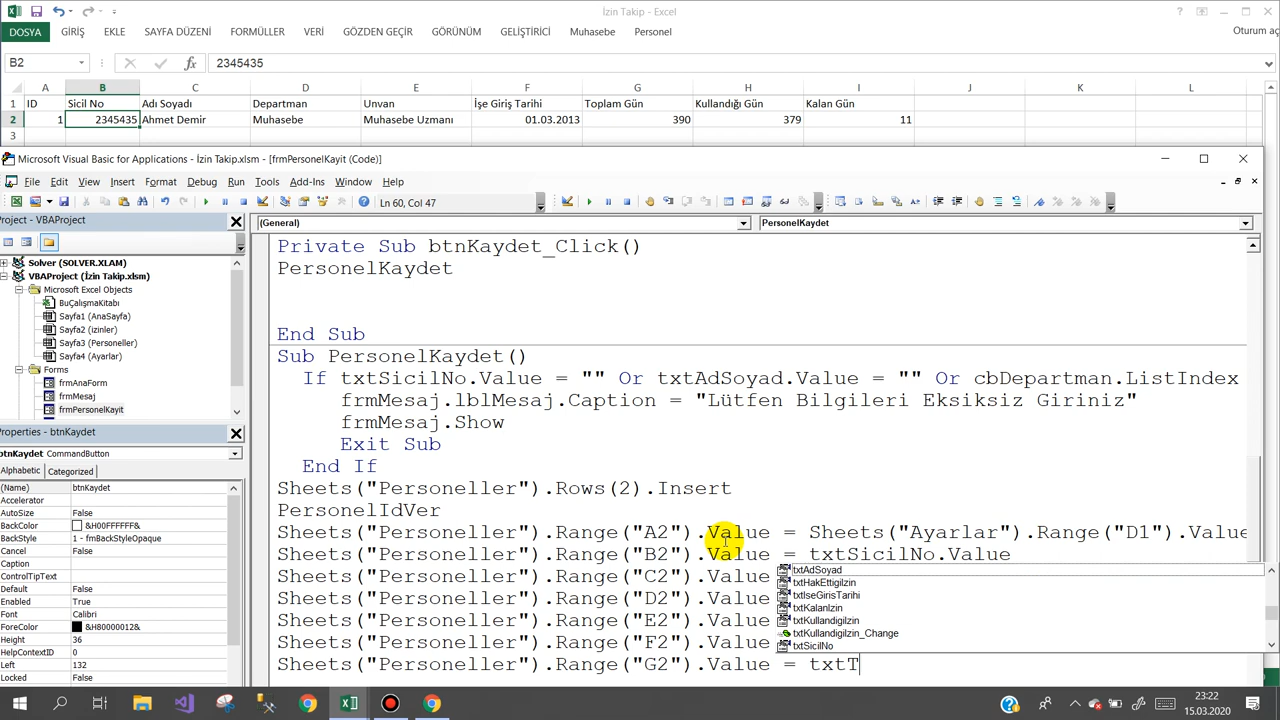 İzin Takip - Excel
DOSYA GİRİŞ EKLE SAYFA DÜZENİ FORMÜLLER VERİ GÖZDEN GEÇİR GÖRÜNÜM GELİŞTİRİCİ Muhasebe Personel Oturum aç
B2 2345435
A B C D E F G H I J K L
1 ID Sicil No Adı Soyadı Departman Unvan İşe Giriş Tarihi Toplam Gün Kullandığı Gün Kalan Gün
2 1 2345435 Ahmet Demir Muhasebe Muhasebe Uzmanı 01.03.2013 390 379 11
3
Microsoft Visual Basic for Applications - İzin Takip.xlsm - [frmPersonelKayit (Code)]
File Edit View Insert Format Debug Run Tools Add-Ins Window Help
Ln 60, Col 47
Project - VBAProject
(General) PersonelKaydet
Solver (SOLVER.XLAM)
VBAProject (İzin Takip.xlsm)
Microsoft Excel Objects
BuÇalışmaKitabı
Sayfa1 (AnaSayfa)
Sayfa2 (izinler)
Sayfa3 (Personeller)
Sayfa4 (Ayarlar)
Forms
frmAnaForm
frmMesaj
frmPersonelKayit
Properties - btnKaydet
btnKaydet CommandButton
Alphabetic Categorized
(Name) btnKaydet
Accelerator
AutoSize False
BackColor &H00FFFFFF&
BackStyle 1 - fmBackStyleOpaque
Cancel False
Caption
ControlTipText
Default False
Enabled True
Font Calibri
ForeColor &H80000012&
Height 36
HelpContextID 0
Left 132
Locked False
Private Sub btnKaydet_Click()
PersonelKaydet
End Sub
Sub PersonelKaydet()
If txtSicilNo.Value = "" Or txtAdSoyad.Value = "" Or cbDepartman.ListIndex
frmMesaj.lblMesaj.Caption = "Lütfen Bilgileri Eksiksiz Giriniz"
frmMesaj.Show
Exit Sub
End If
Sheets("Personeller").Rows(2).Insert
PersonelIdVer
Sheets("Personeller").Range("A2").Value = Sheets("Ayarlar").Range("D1").Value
Sheets("Personeller").Range("B2").Value = txtSicilNo.Value
Sheets("Personeller").Range("C2").Value
Sheets("Personeller").Range("D2").Value
Sheets("Personeller").Range("E2").Value
Sheets("Personeller").Range("F2").Value
Sheets("Personeller").Range("G2").Value = txtT
txtAdSoyad
txtHakEttigiIzin
txtIseGirisTarihi
txtKalanIzin
txtKullandigiIzin
txtKullandigiIzin_Change
txtSicilNo
23:22
15.03.2020